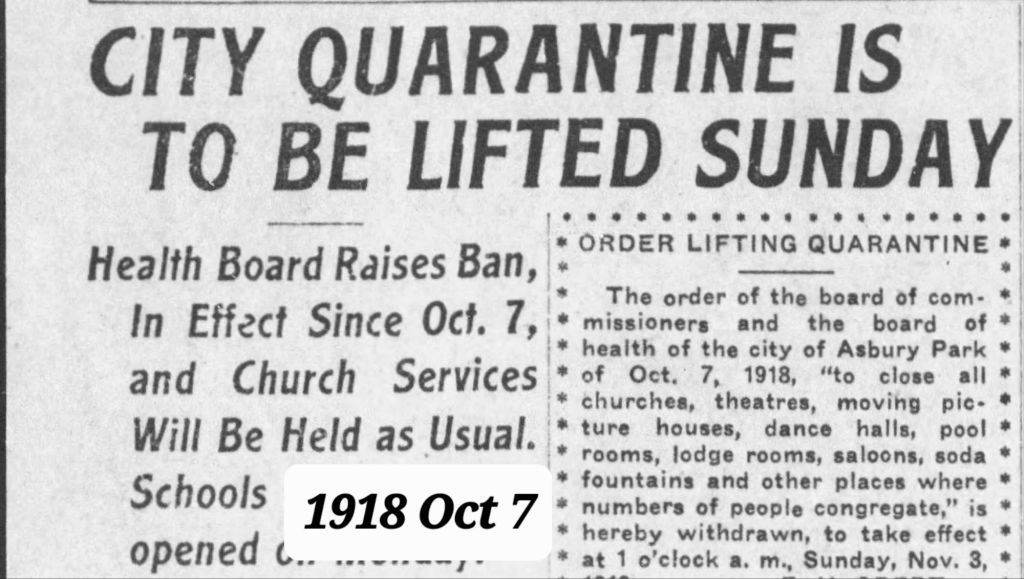 CITY QUARANTINE IS
TO BE LIFTED SUNDAY
Health Board Raises Ban,
In Effect Since Oct. 7,
and Church Services
Will Be Held as Usual.
Schools
opened
1918 Oct 7
ORDER LIFTING QUARANTINE
The order of the board of com-
missioners and the board of
health of the city of Asbury Park
of Oct. 7, 1918, "to close all
churches, theatres, moving pic-
ture houses, dance halls, pool
rooms, lodge rooms, saloons, soda
fountains and other places where
numbers of people congregate," is
hereby withdrawn, to take effect
at 1 o'clock a. m., Sunday, Nov. 3,